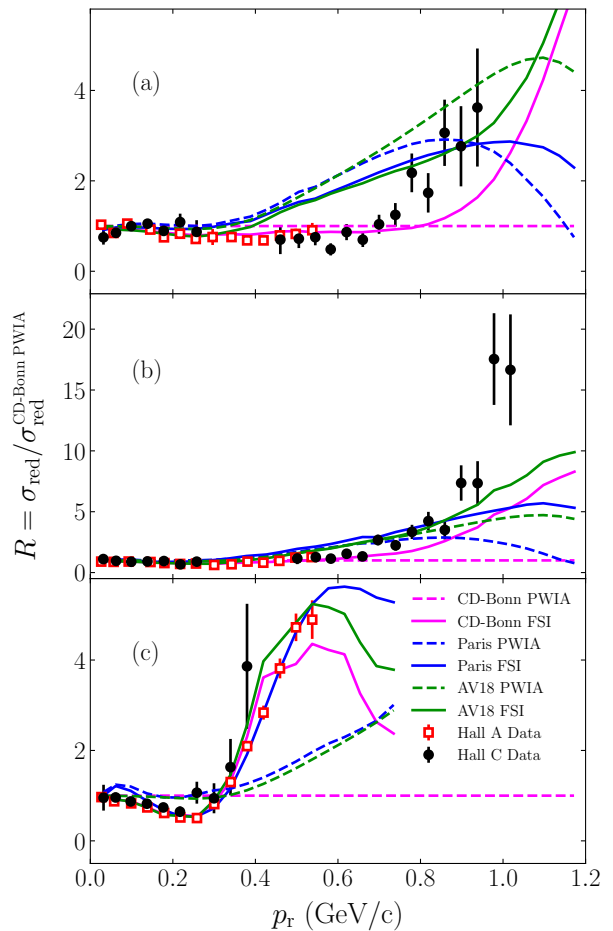 4
2
0
(a)
20
15
10
5
0
(b)
R = σ_red/σ_red^CD-Bonn PWIA
4
2
0
(c)
CD-Bonn PWIA
CD-Bonn FSI
Paris PWIA
Paris FSI
AV18 PWIA
AV18 FSI
Hall A Data
Hall C Data
0.0 0.2 0.4 0.6 0.8 1.0 1.2
p_r (GeV/c)